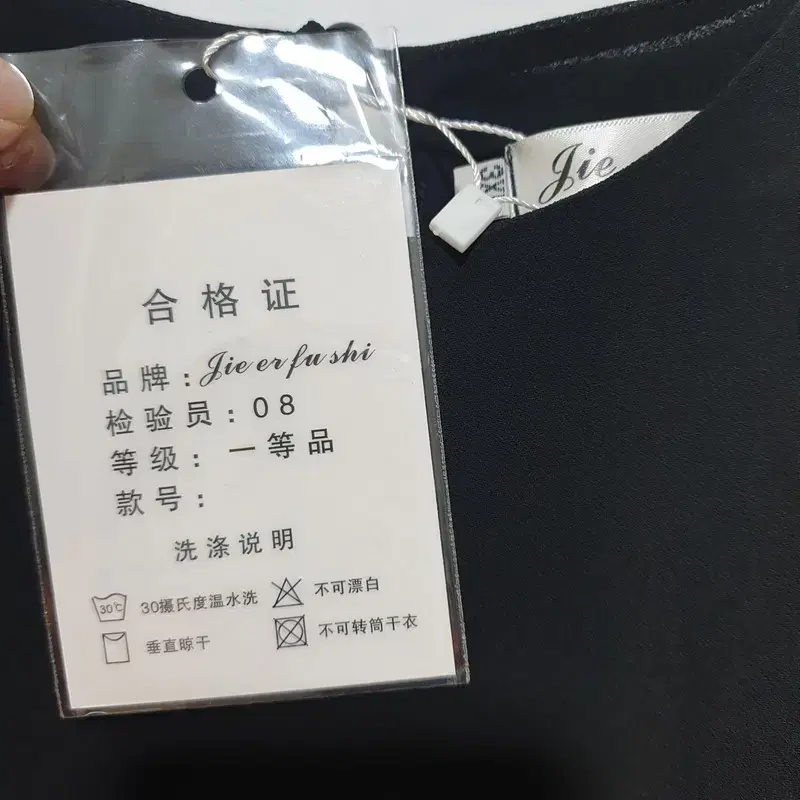 合格证
品牌:Jie er fu shi
检验员:08
等级:一等品
款号:
洗涤说明
30℃ 30摄氏度温水洗 不可漂白
垂直晾干 不可转筒干衣
Jie
3X